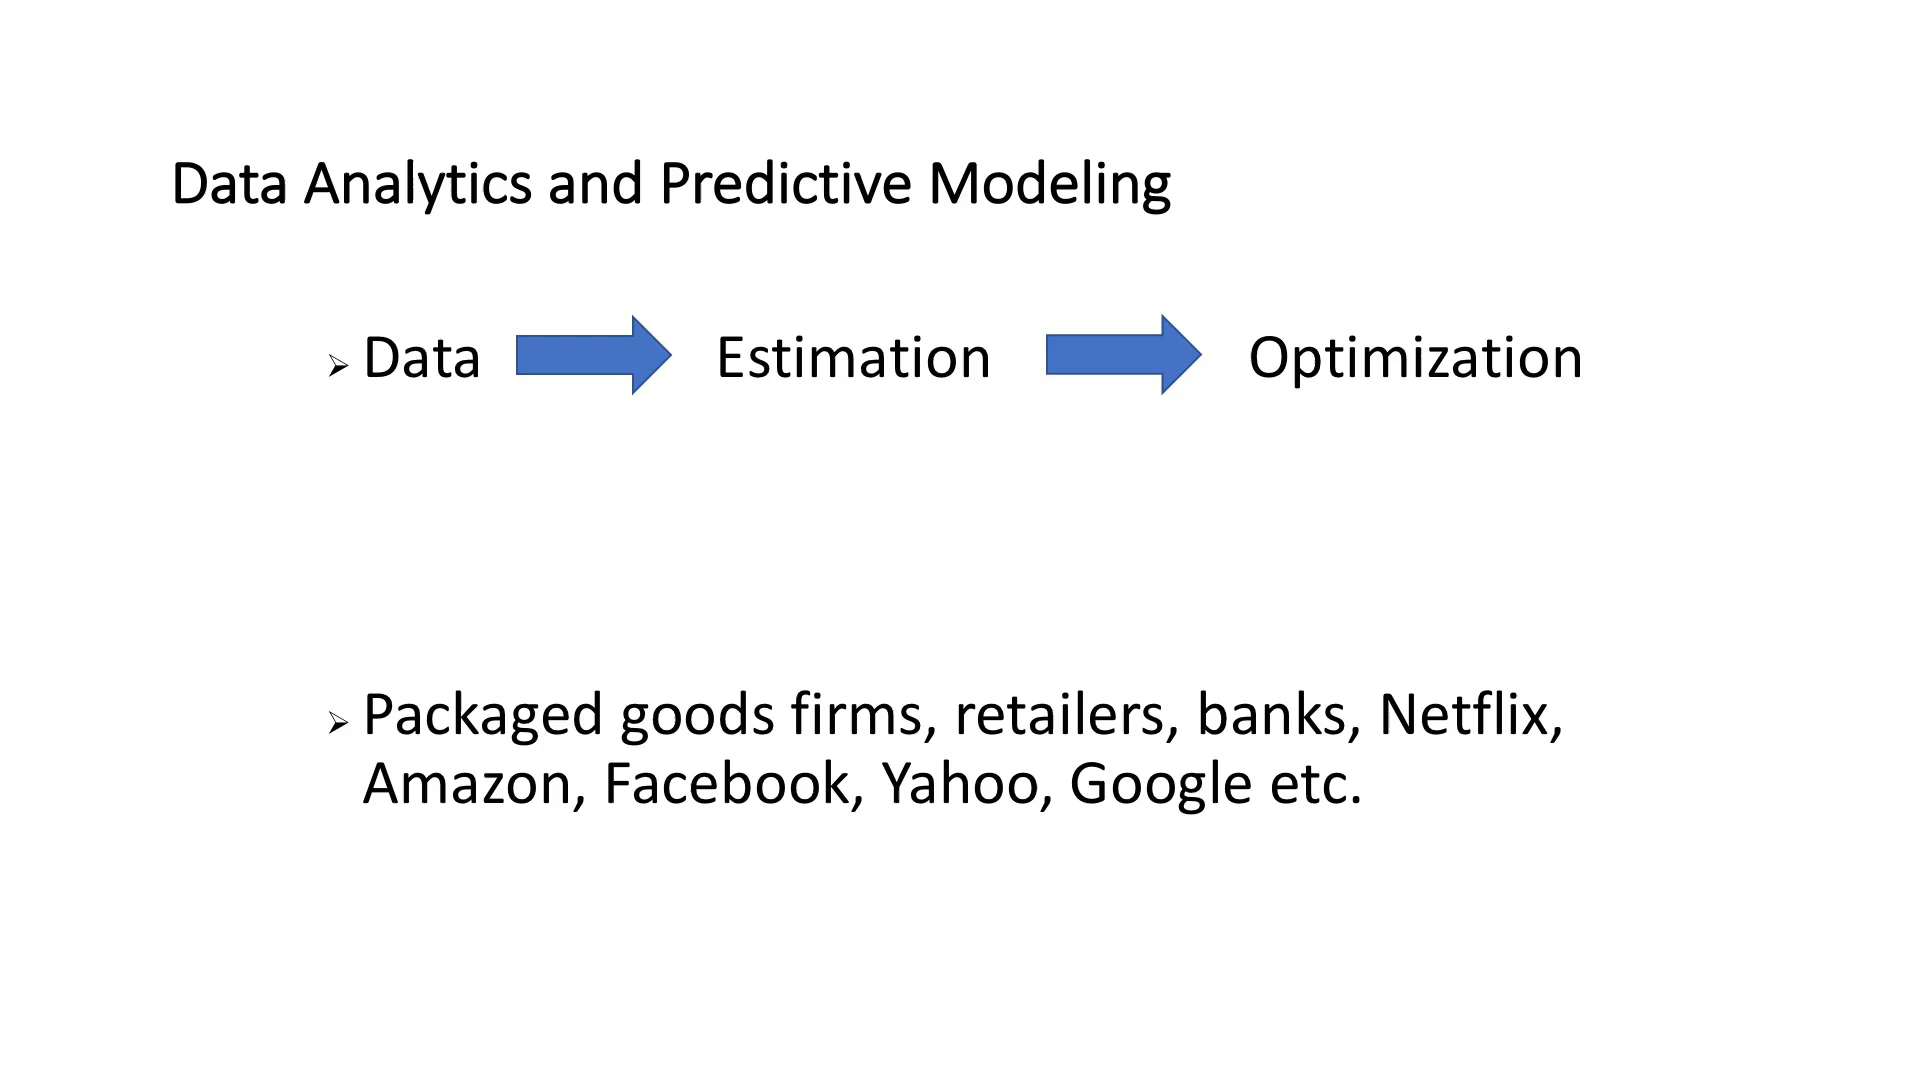 Data Analytics and Predictive Modeling
➢ Data Estimation Optimization
➢ Packaged goods firms, retailers, banks, Netflix,
Amazon, Facebook, Yahoo, Google etc.